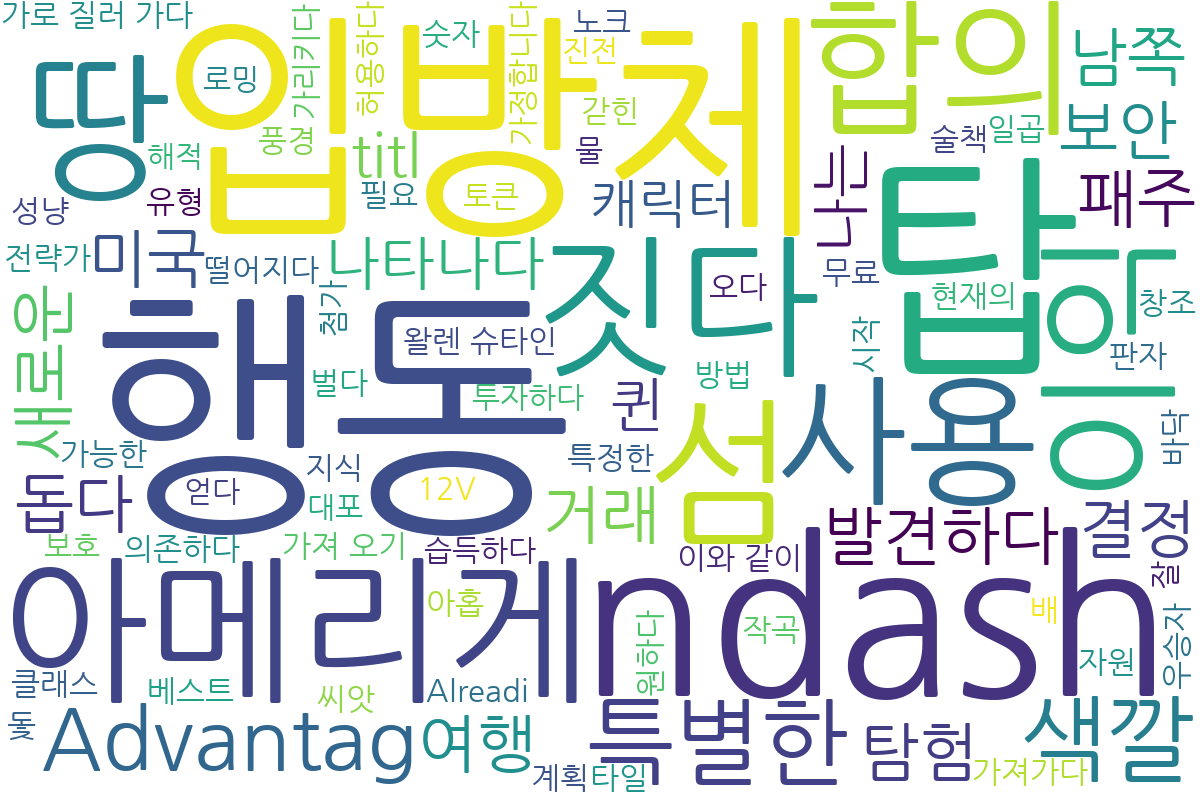 가로 질러 가다
땅
입방체
로밍
가리키다
허용하다
숫자
가정합니다
노크
진전
갇힌
합의
남쪽
보안
술책
일곱
풍경
titl
해적
유형
필요
토큰
물
캐릭터
나는
탑
패주
성냥
전략가
미국
떨어지다
나타나다
짓다
오다
무료
현재의
창조
판자
새로운
행동
첨가
왈렌 슈타인
벌다
투자하다
방법
시작
퀸
섬
사용
바닥
가능한
지식
얻다
대포
12V
특정한
돕다
거래
발견하다
결정
보호
의존하다
가져 오기
습득하다
이와 같이
잘
아메리게
ndash
아홉
원하다
작곡
배
자원
우승자
클래스
베스트
씨앗
Alreadi
돛
Advantag
여행
특별한
탐험
색깔
계획
타일
가져가다